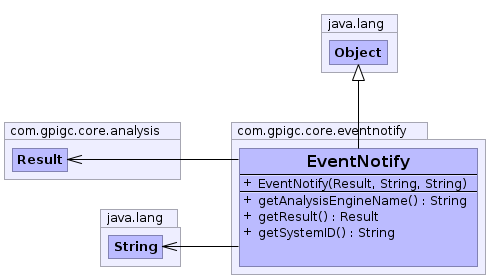 java.lang
Object
com.gpigc.core.analysis
Result
com.gpigc.core.eventnotify
EventNotify
+ EventNotify(Result, String, String)
+ getAnalysisEngineName() : String
+ getResult() : Result
+ getSystemID() : String
java.lang
String